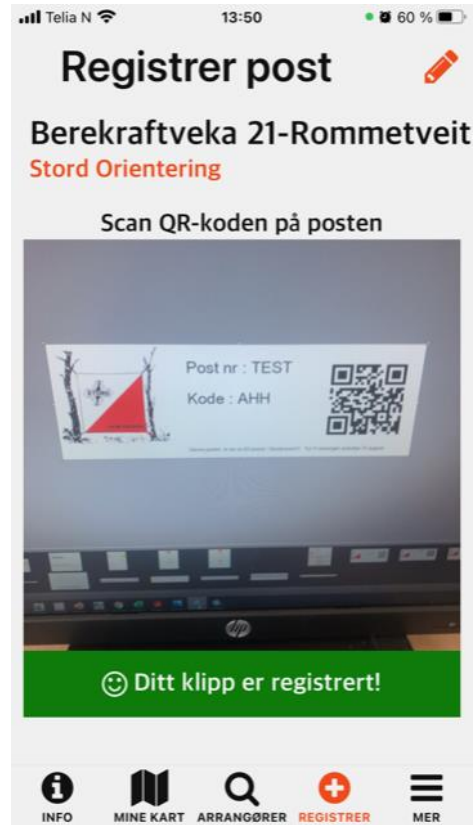 Telia N 13:50 60 %
Registrer post
Berekraftveka 21-Rommetveit
Stord Orientering
Scan QR-koden på posten
Post nr : TEST
Kode : AHH
hp
Ditt klipp er registrert!
INFO MINE KART ARRANGØRER REGISTRER MER